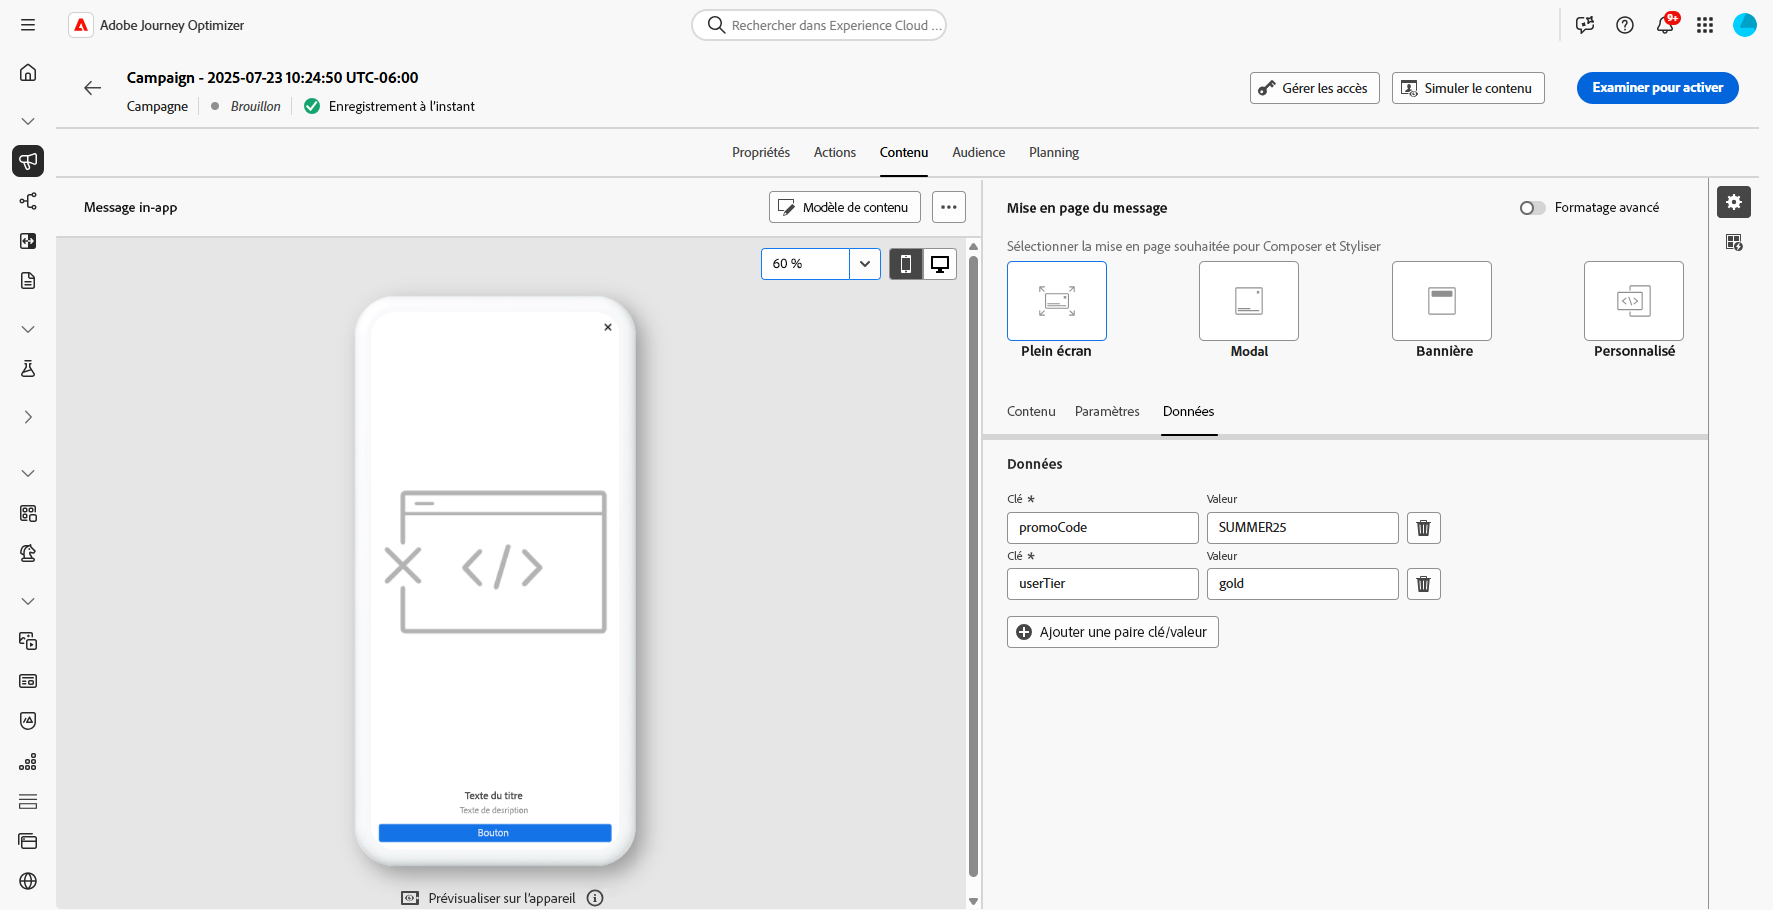 Adobe Journey Optimizer
Rechercher dans Experience Cloud ...
9+
Campaign - 2025-07-23 10:24:50 UTC-06:00
Campagne
Brouillon
Enregistrement à l'instant
Gérer les accès
Simuler le contenu
Examiner pour activer
Propriétés
Actions
Contenu
Audience
Planning
Message in-app
Modèle de contenu
60 %
Texte du titre
Texte de desription
Bouton
Prévisualiser sur l'appareil
Mise en page du message
Formatage avancé
Sélectionner la mise en page souhaitée pour Composer et Styliser
Plein écran
Modal
Bannière
Personnalisé
Contenu
Paramètres
Données
Données
Clé *
Valeur
promoCode
SUMMER25
Clé *
Valeur
userTier
gold
Ajouter une paire clé/valeur